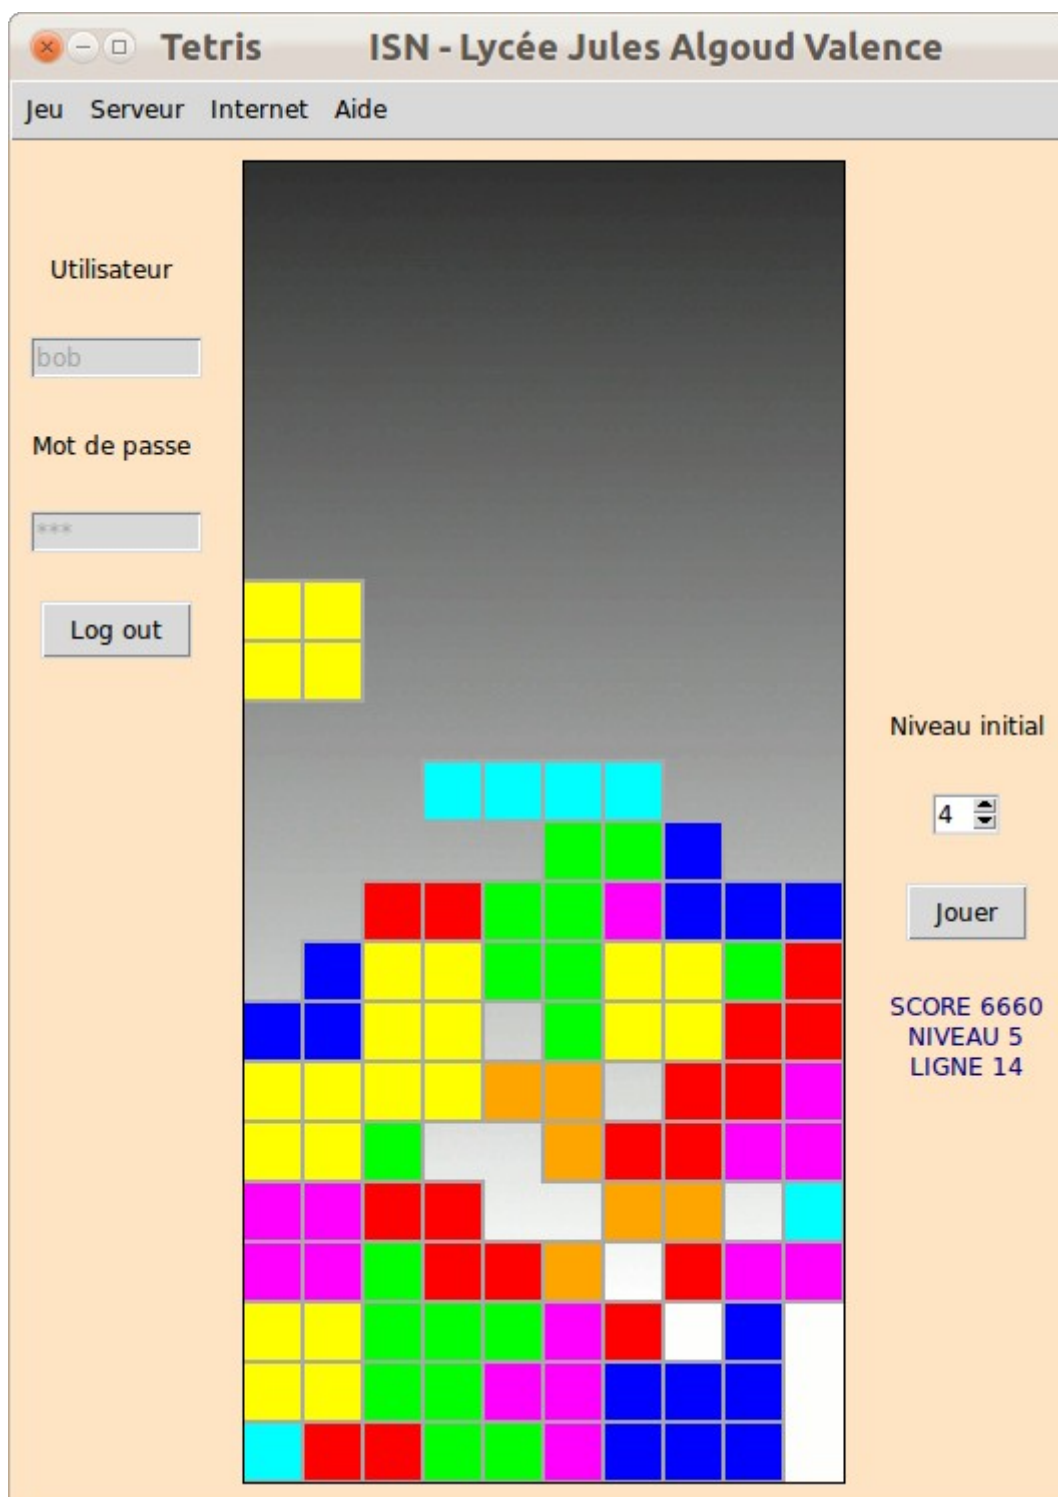 Tetris ISN - Lycée Jules Algoud Valence
Jeu Serveur Internet Aide
Utilisateur
bob
Mot de passe
***
Log out
Niveau initial
4
Jouer
SCORE 6660
NIVEAU 5
LIGNE 14